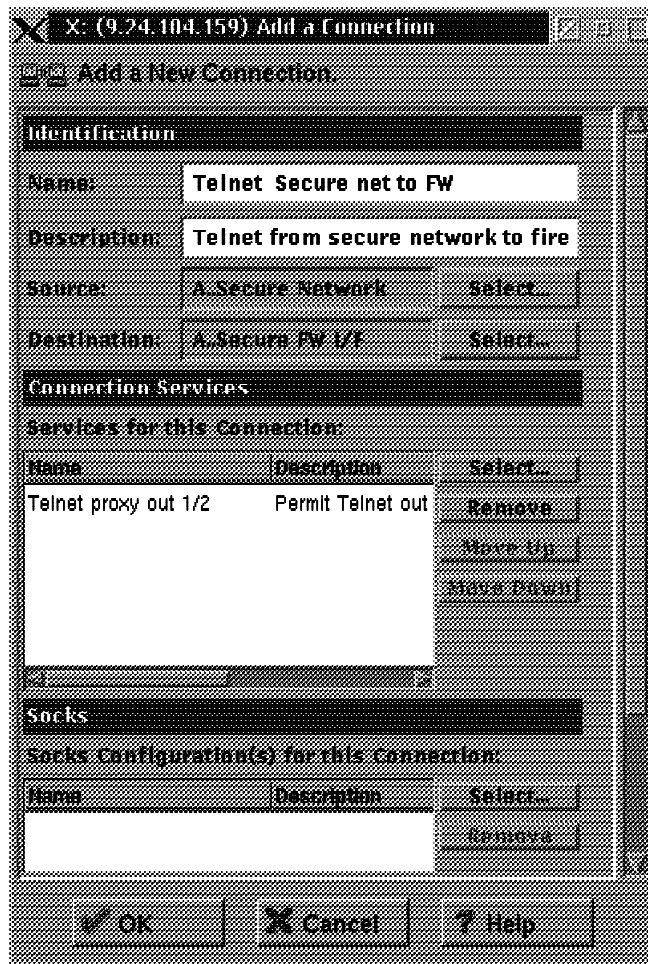 X: (9.24.104.159) Add a Connection
Add a New Connection.
Identification
Name: Telnet Secure net to FW
Description: Telnet from secure network to fire
Source: A..Secure Network Select...
Destination: A..Secure FW I/F Select...
Connection Services
Services for this Connection:
Name Description Select...
Telnet proxy out 1/2 Permit Telnet out Remove
Move Up
Move Down
Socks
Socks Configuration(s) for this Connection:
Name Description Select...
Remove
OK Cancel ? Help